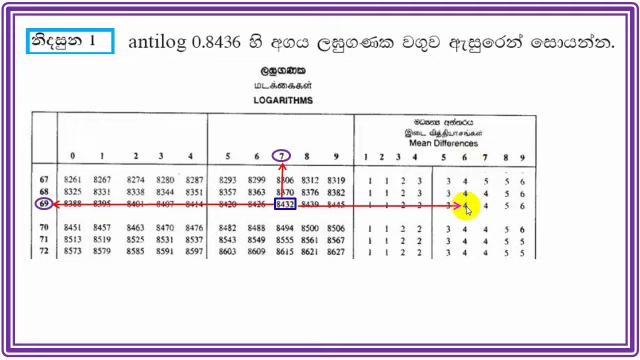 නිදසුන 1 antilog 0.8436 හි අගය ලඝුගණක වගුව ඇසුරෙන් සොයන්න.
ලඝුගණක
மடக்கைகள்
LOGARITHMS
මධ්‍යන්‍ය අන්තරය
இடை வித்தியாசங்கள்
Mean Differences
0 1 2 3 4 5 6 7 8 9 1 2 3 4 5 6 7 8 9
67 8261 8267 8274 8280 8287 8293 8299 8306 8312 8319 1 1 2 3 3 4 5 5 6
68 8325 8331 8338 8344 8351 8357 8363 8370 8376 8382 1 1 2 3 3 4 4 5 6
69 8388 8395 8401 8407 8414 8420 8426 8432 8439 8445 1 1 2 2 3 4 4 5 6
70 8451 8457 8463 8470 8476 8482 8488 8494 8500 8506 1 1 2 2 3 4 4 5 6
71 8513 8519 8525 8531 8537 8543 8549 8555 8561 8567 1 1 2 2 3 4 4 5 5
72 8573 8579 8585 8591 8597 8603 8609 8615 8621 8627 1 1 2 2 3 4 4 5 5